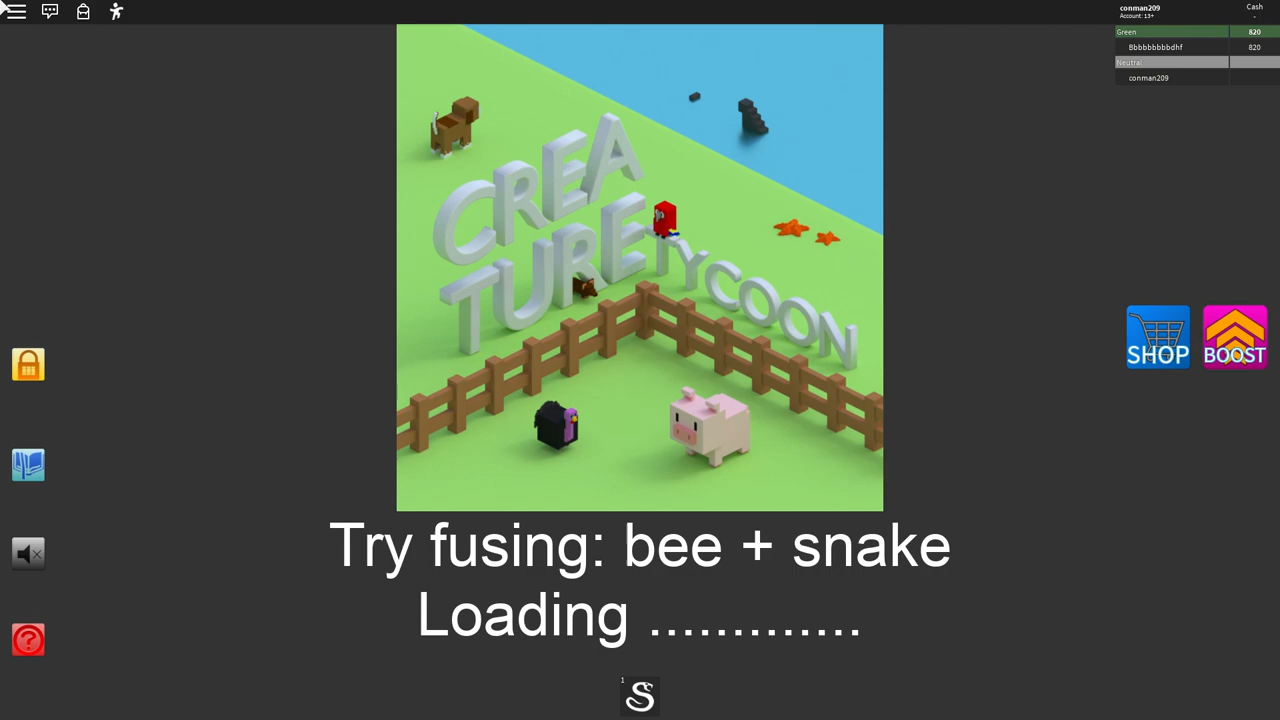 conman209
Account: 13+
Cash
-
Green 820
Bbbbbbbbbdhf 820
Neutral
conman209
CREA
TURE
TYCOON
SHOP
BOOST
Try fusing: bee + snake
Loading .............
1
S